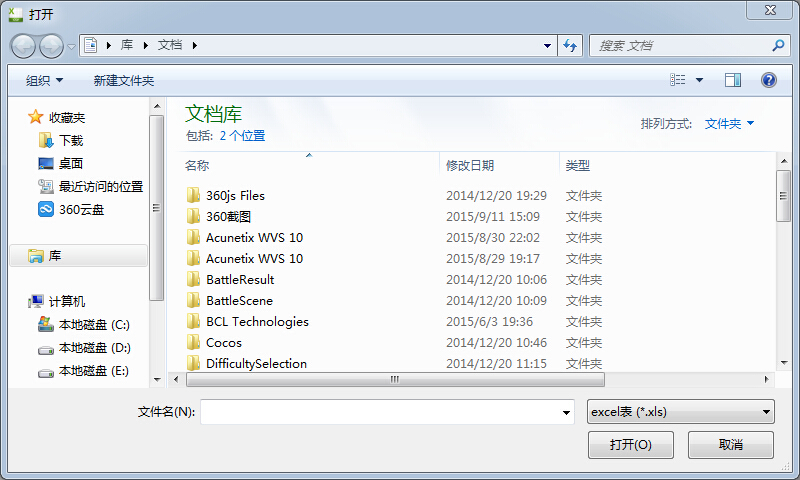 打开
库 文档
搜索 文档
组织 新建文件夹
收藏夹
下载
桌面
最近访问的位置
360云盘
库
计算机
本地磁盘 (C:)
本地磁盘 (D:)
本地磁盘 (E:)
文档库
包括: 2 个位置
排列方式: 文件夹
名称 修改日期 类型
360js Files 2014/12/20 19:29 文件夹
360截图 2015/9/11 15:09 文件夹
Acunetix WVS 10 2015/8/30 22:02 文件夹
Acunetix WVS 10 2015/8/29 19:17 文件夹
BattleResult 2014/12/20 10:06 文件夹
BattleScene 2014/12/20 10:09 文件夹
BCL Technologies 2015/6/3 19:36 文件夹
Cocos 2014/12/20 10:46 文件夹
DifficultySelection 2014/12/20 11:15 文件夹
文件名(N): excel表 (*.xls)
打开(O) 取消